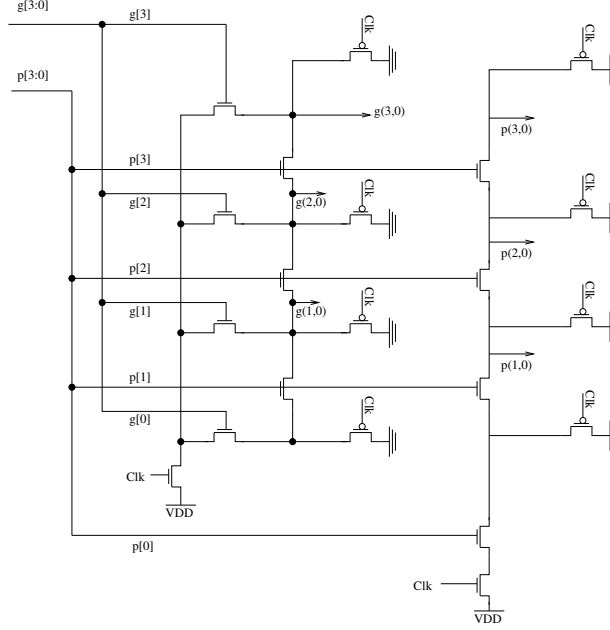 g[3:0]
g[3]
Clk
Clk
p[3:0]
g(3,0)
p(3,0)
p[3]
Clk
Clk
g[2]
g(2,0)
p(2,0)
p[2]
Clk
Clk
g[1]
g(1,0)
p(1,0)
p[1]
Clk
Clk
g[0]
Clk
VDD
p[0]
Clk
VDD